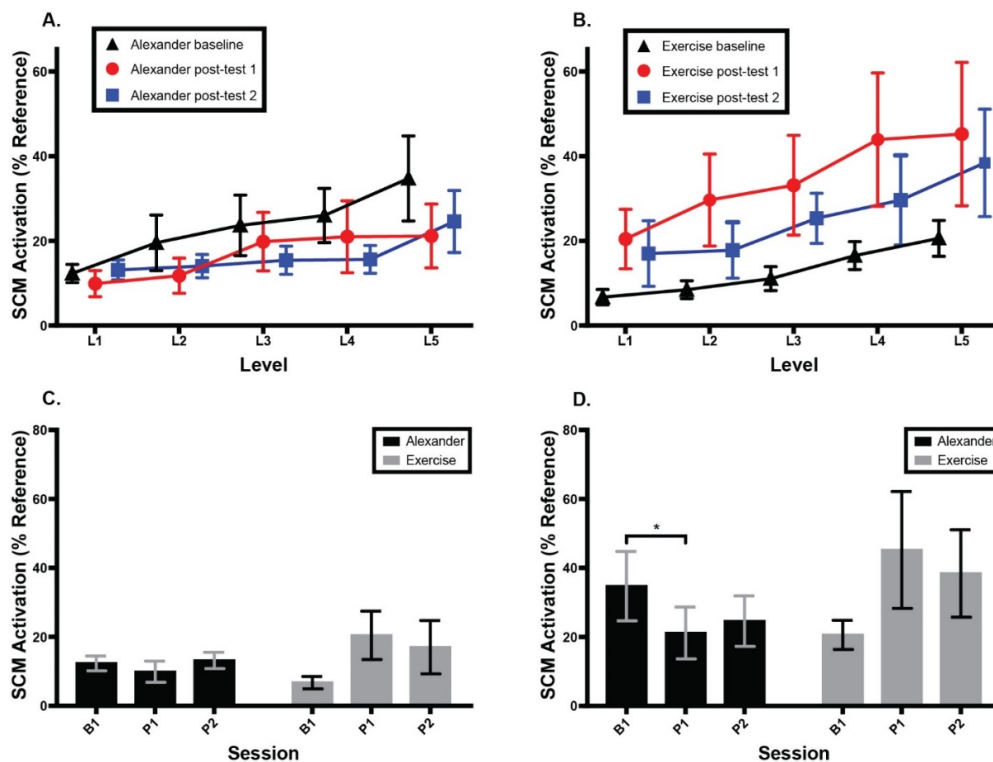 A.
Alexander baseline
Alexander post-test 1
Alexander post-test 2
SCM Activation (% Reference)
60
40
20
0
L1 L2 L3 L4 L5
Level
B.
Exercise baseline
Exercise post-test 1
Exercise post-test 2
SCM Activation (% Reference)
60
40
20
0
L1 L2 L3 L4 L5
Level
C.
Alexander
Exercise
SCM Activation (% Reference)
80
60
40
20
0
B1 P1 P2 B1 P1 P2
Session
D.
Alexander
Exercise
SCM Activation (% Reference)
80
60
40
20
0
*
B1 P1 P2 B1 P1 P2
Session